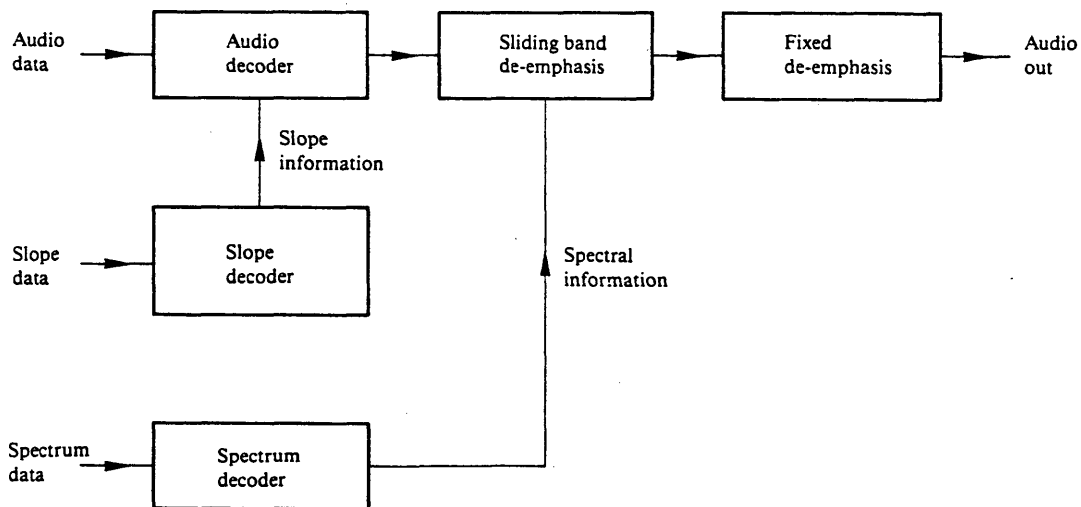 Audio
data
Audio
decoder
Sliding band
de-emphasis
Fixed
de-emphasis
Audio
out
Slope
information
Slope
data
Slope
decoder
Spectral
information
Spectrum
data
Spectrum
decoder